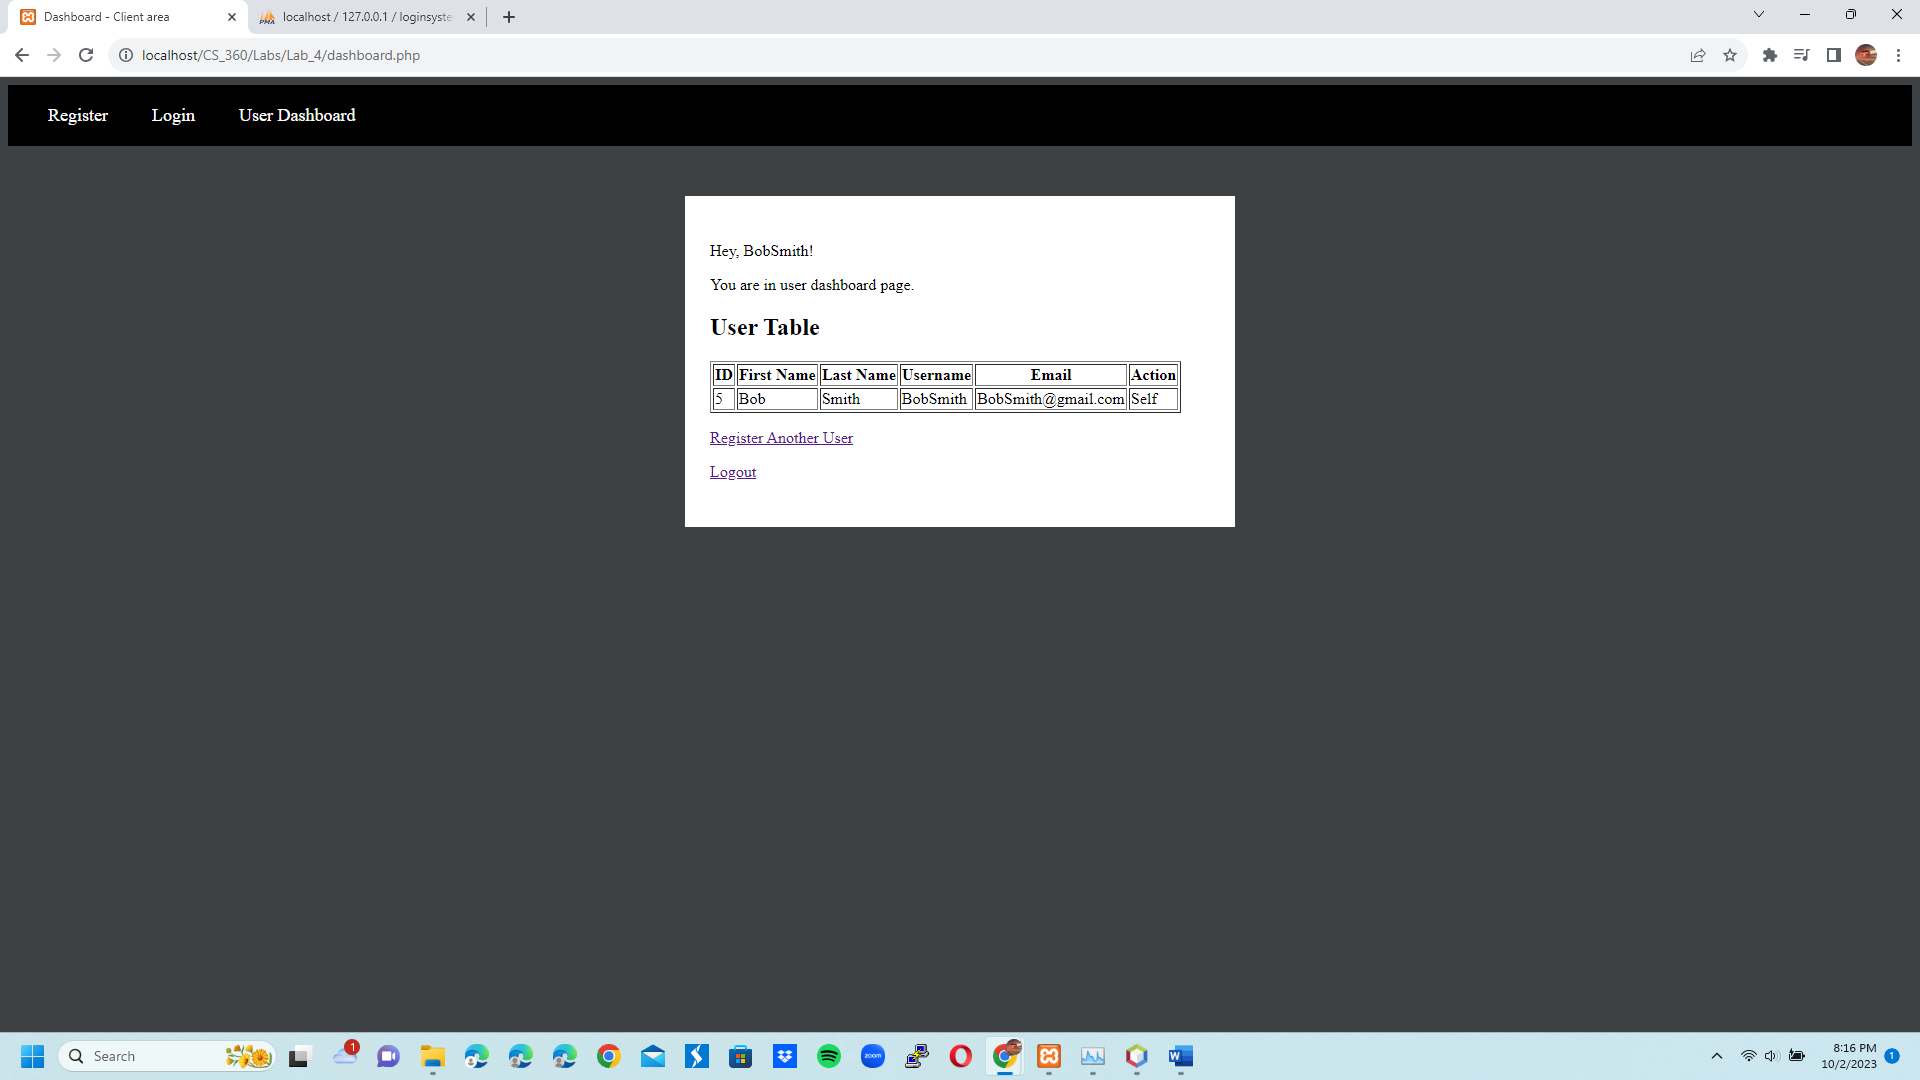 Dashboard - Client area
localhost / 127.0.0.1 / loginsyste
localhost/CS_360/Labs/Lab_4/dashboard.php
Register Login User Dashboard
Hey, BobSmith!
You are in user dashboard page.
User Table
ID First Name Last Name Username Email Action
5 Bob Smith BobSmith BobSmith@gmail.com Self
Register Another User
Logout
Search
1
zoom
8:16 PM
10/2/2023
1